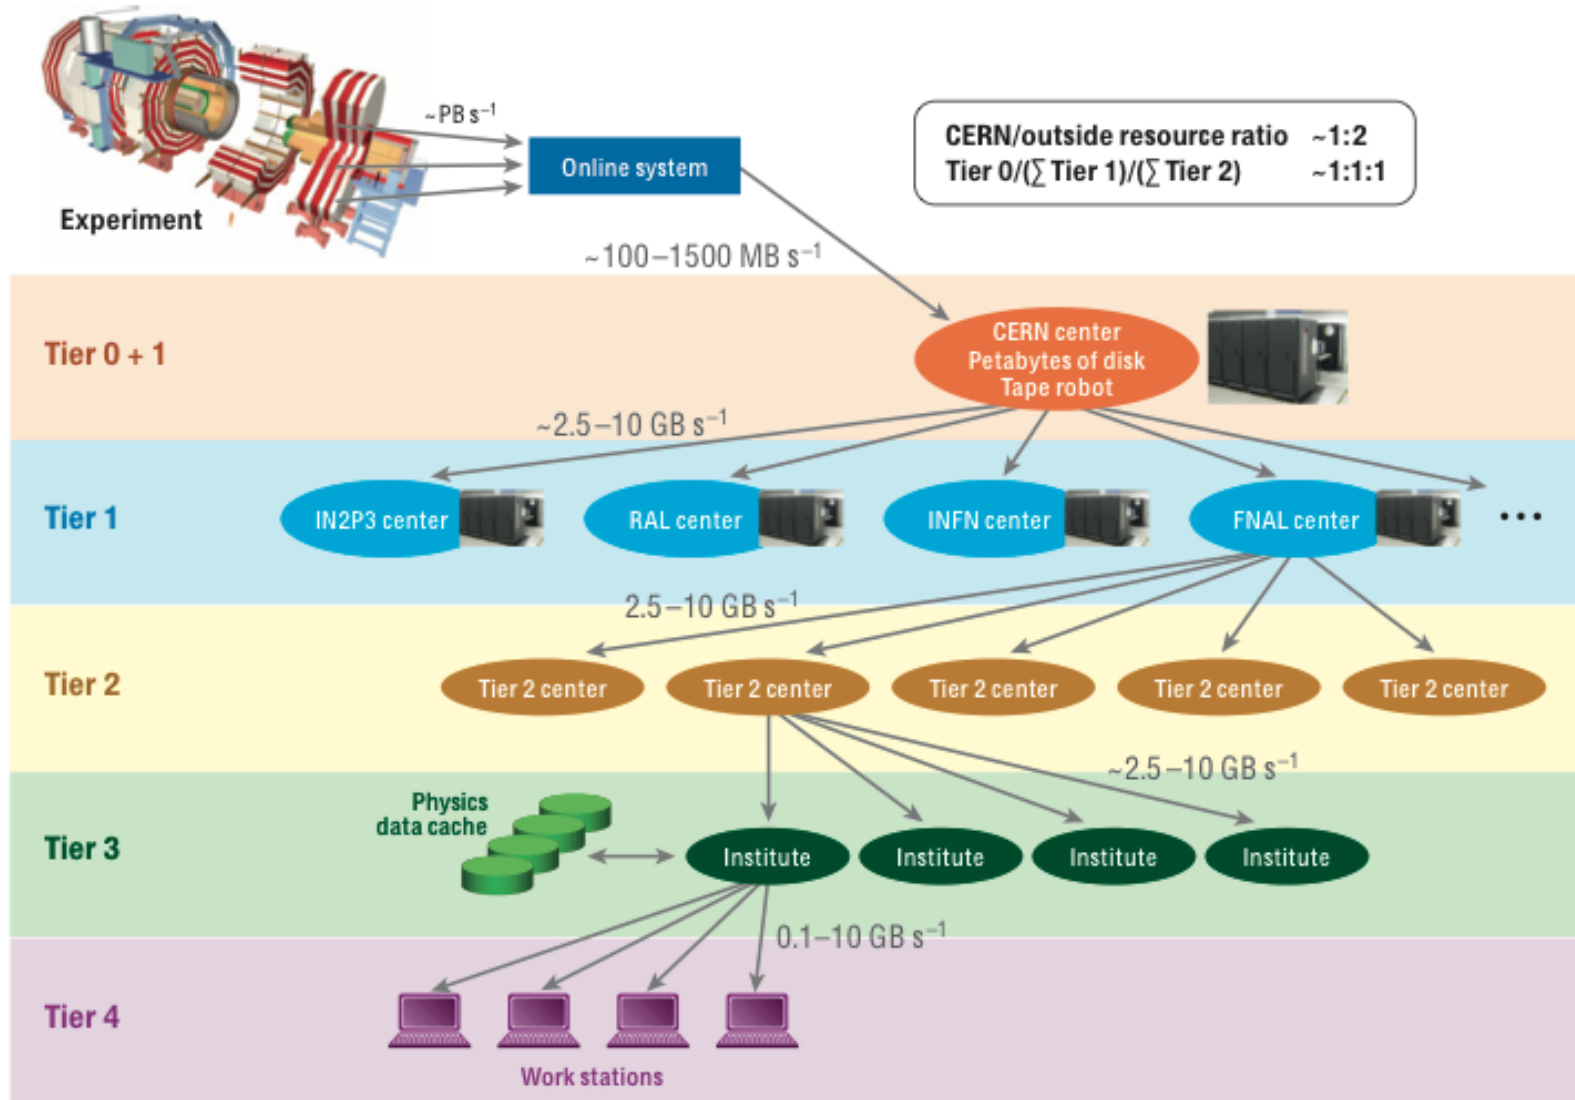 ~PB s⁻¹
CERN/outside resource ratio ~1:2
Tier 0/(∑ Tier 1)/(∑ Tier 2) ~1:1:1
Online system
Experiment
~100–1500 MB s⁻¹
Tier 0 + 1
CERN center
Petabytes of disk
Tape robot
~2.5–10 GB s⁻¹
Tier 1
IN2P3 center
RAL center
INFN center
FNAL center
...
2.5–10 GB s⁻¹
Tier 2
Tier 2 center
Tier 2 center
Tier 2 center
Tier 2 center
Tier 2 center
~2.5–10 GB s⁻¹
Physics
data cache
Tier 3
Institute
Institute
Institute
Institute
0.1–10 GB s⁻¹
Tier 4
Work stations